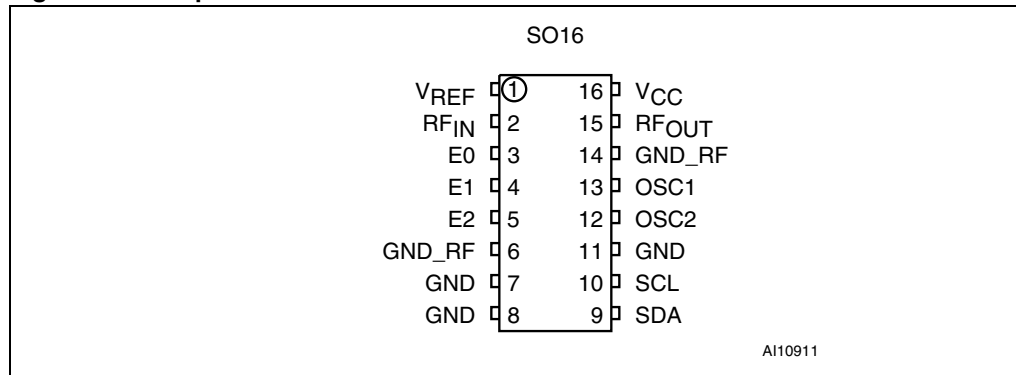 SO16
VREF 1 16 VCC
RFIN 2 15 RFOUT
E0 3 14 GND_RF
E1 4 13 OSC1
E2 5 12 OSC2
GND_RF 6 11 GND
GND 7 10 SCL
GND 8 9 SDA
AI10911